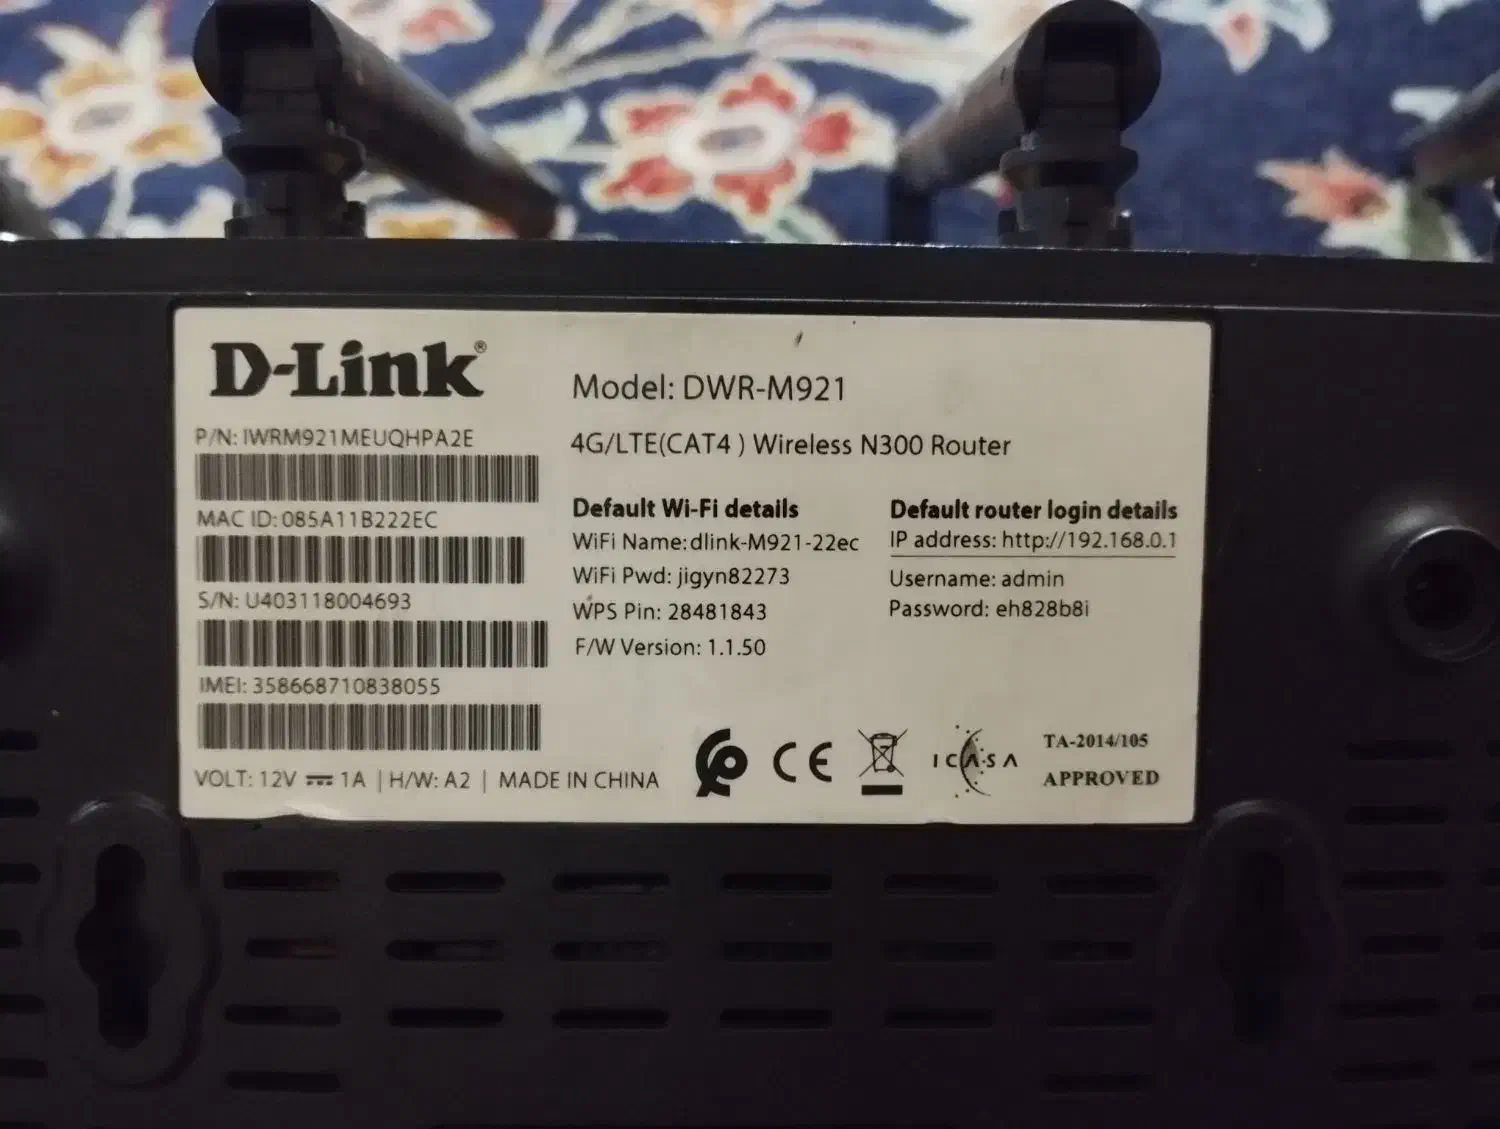 D-Link®
Model: DWR-M921
P/N: IWRM921MEUQHPA2E
4G/LTE(CAT4 ) Wireless N300 Router
MAC ID: 085A11B222EC
S/N: U403118004693
IMEI: 358668710838055
Default Wi-Fi details
WiFi Name:dlink-M921-22ec
WiFi Pwd: jigyn82273
WPS Pin: 28481843
F/W Version: 1.1.50
Default router login details
IP address: http://192.168.0.1
Username: admin
Password: eh828b8i
VOLT: 12V ⎓ 1A | H/W: A2 | MADE IN CHINA
CE
ICASA
TA-2014/105
APPROVED